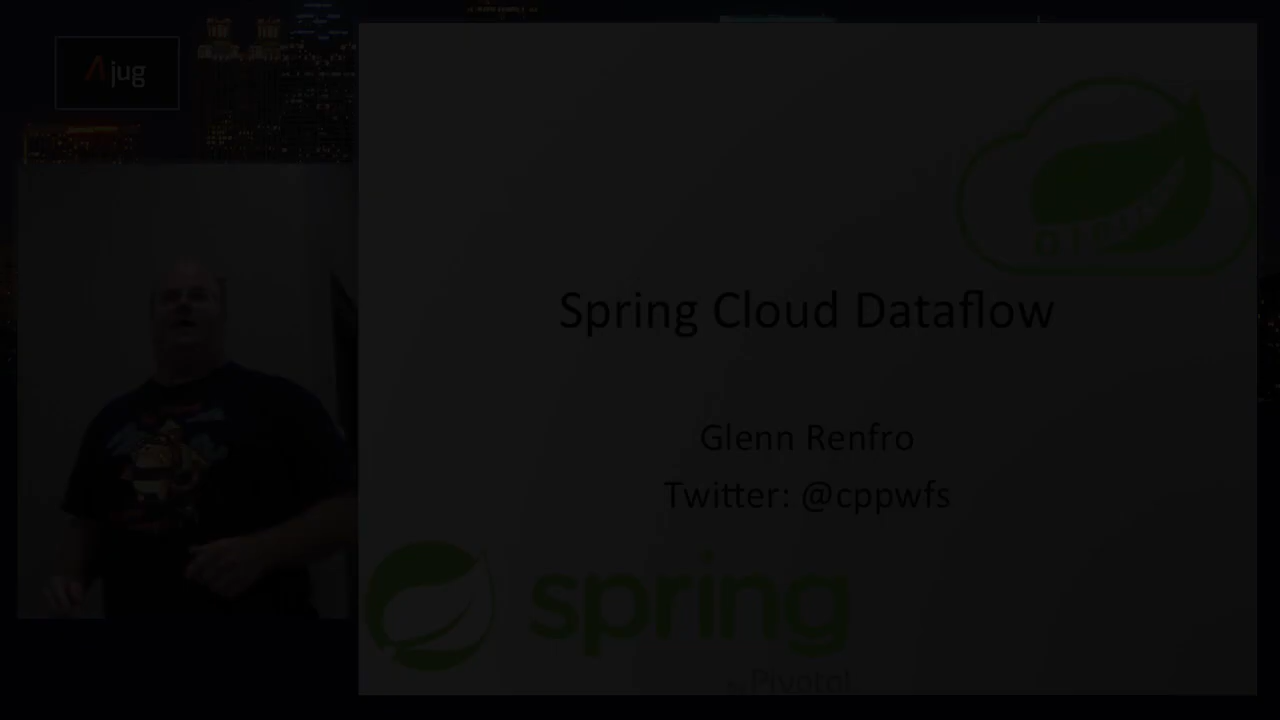 jug
Spring Cloud Dataflow
Glenn Renfro
Twitter: @cppwfs
spring
Pivotal